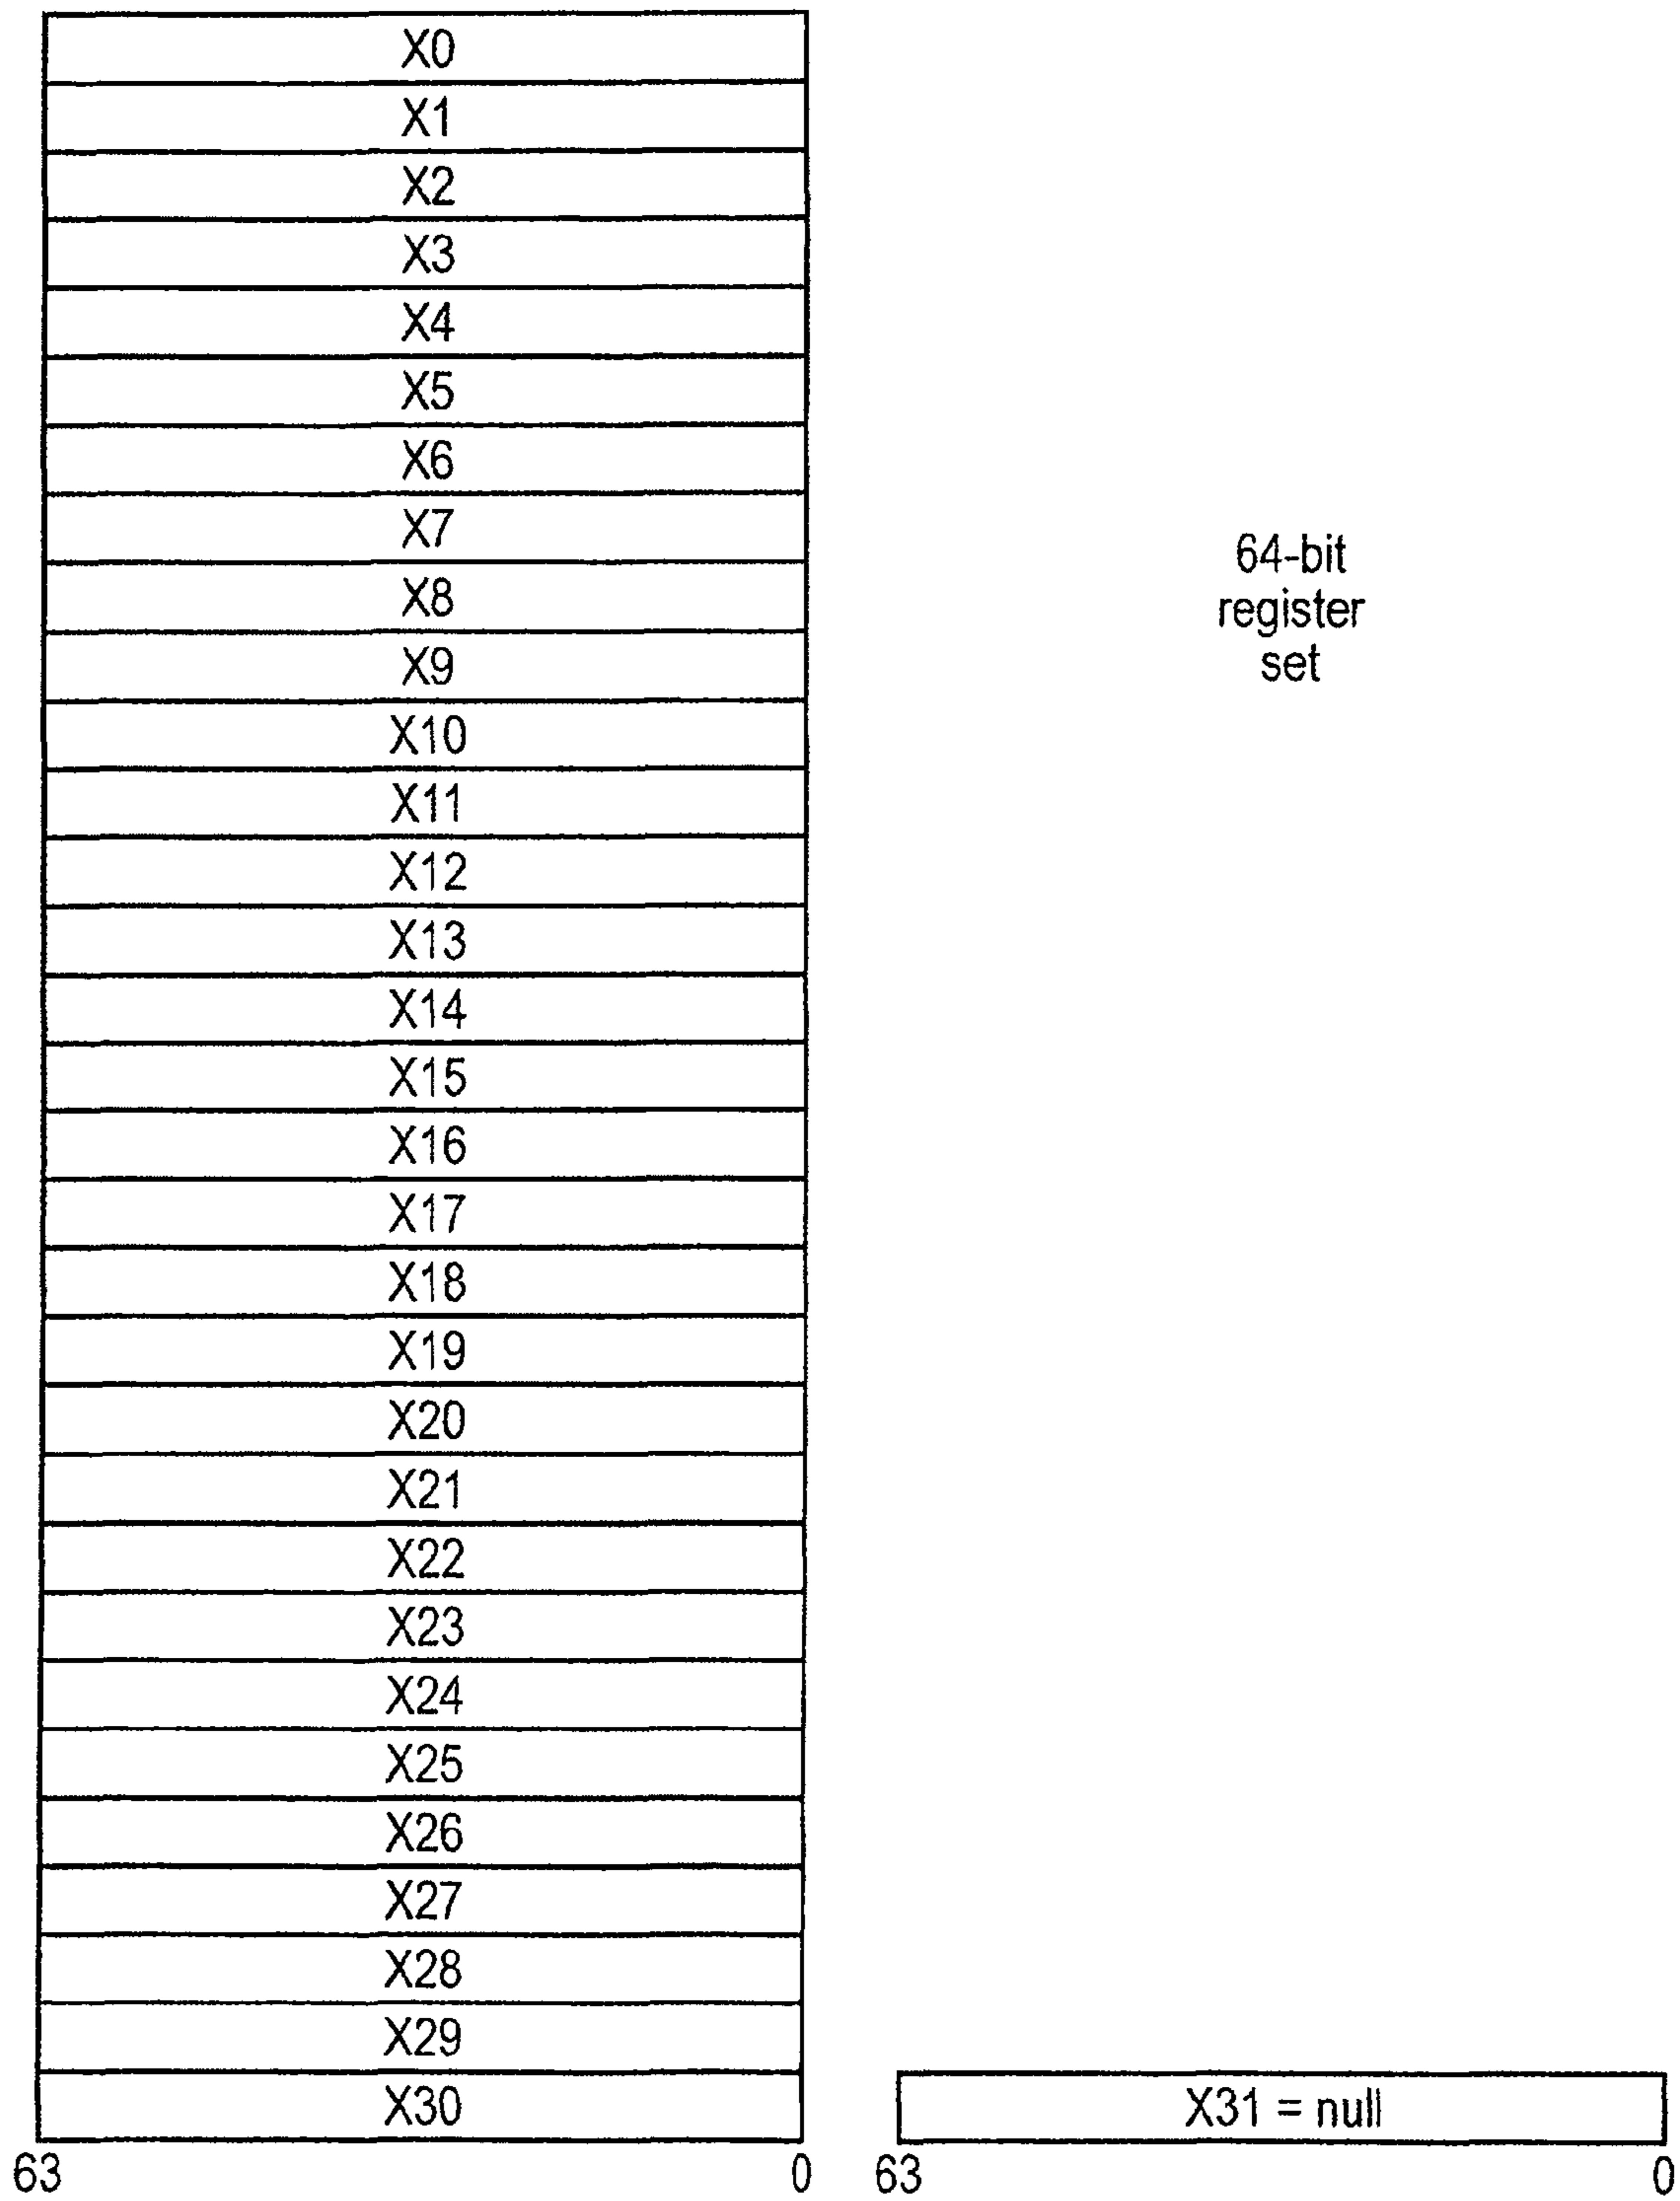 X0
X1
X2
X3
X4
X5
X6
X7
X8
X9
X10
X11
X12
X13
X14
X15
X16
X17
X18
X19
X20
X21
X22
X23
X24
X25
X26
X27
X28
X29
X30
63 0
64-bit
register
set
X31 = null
63 0